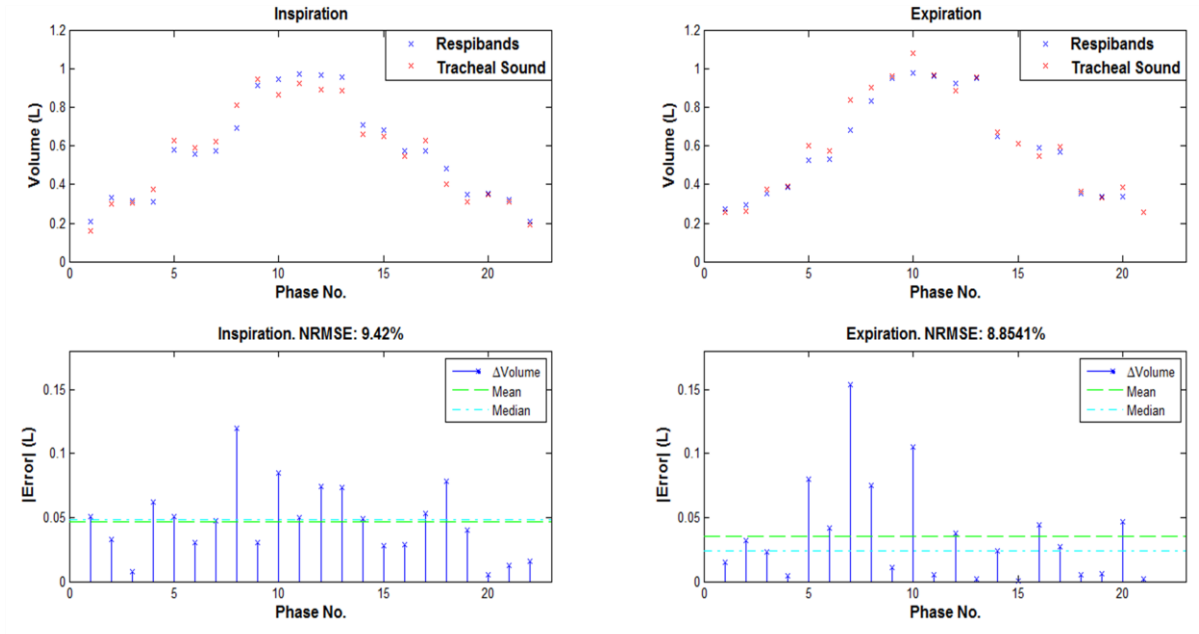 Inspiration
Volume (L)
1.2
1
0.8
0.6
0.4
0.2
0
× Respibands
× Tracheal Sound
0 5 10 15 20
Phase No.
Expiration
Volume (L)
1.2
1
0.8
0.6
0.4
0.2
0
× Respibands
× Tracheal Sound
0 5 10 15 20
Phase No.
Inspiration. NRMSE: 9.42%
|Error| (L)
0.15
0.1
0.05
0
ΔVolume
Mean
Median
0 5 10 15 20
Phase No.
Expiration. NRMSE: 8.8541%
|Error| (L)
0.15
0.1
0.05
0
ΔVolume
Mean
Median
0 5 10 15 20
Phase No.